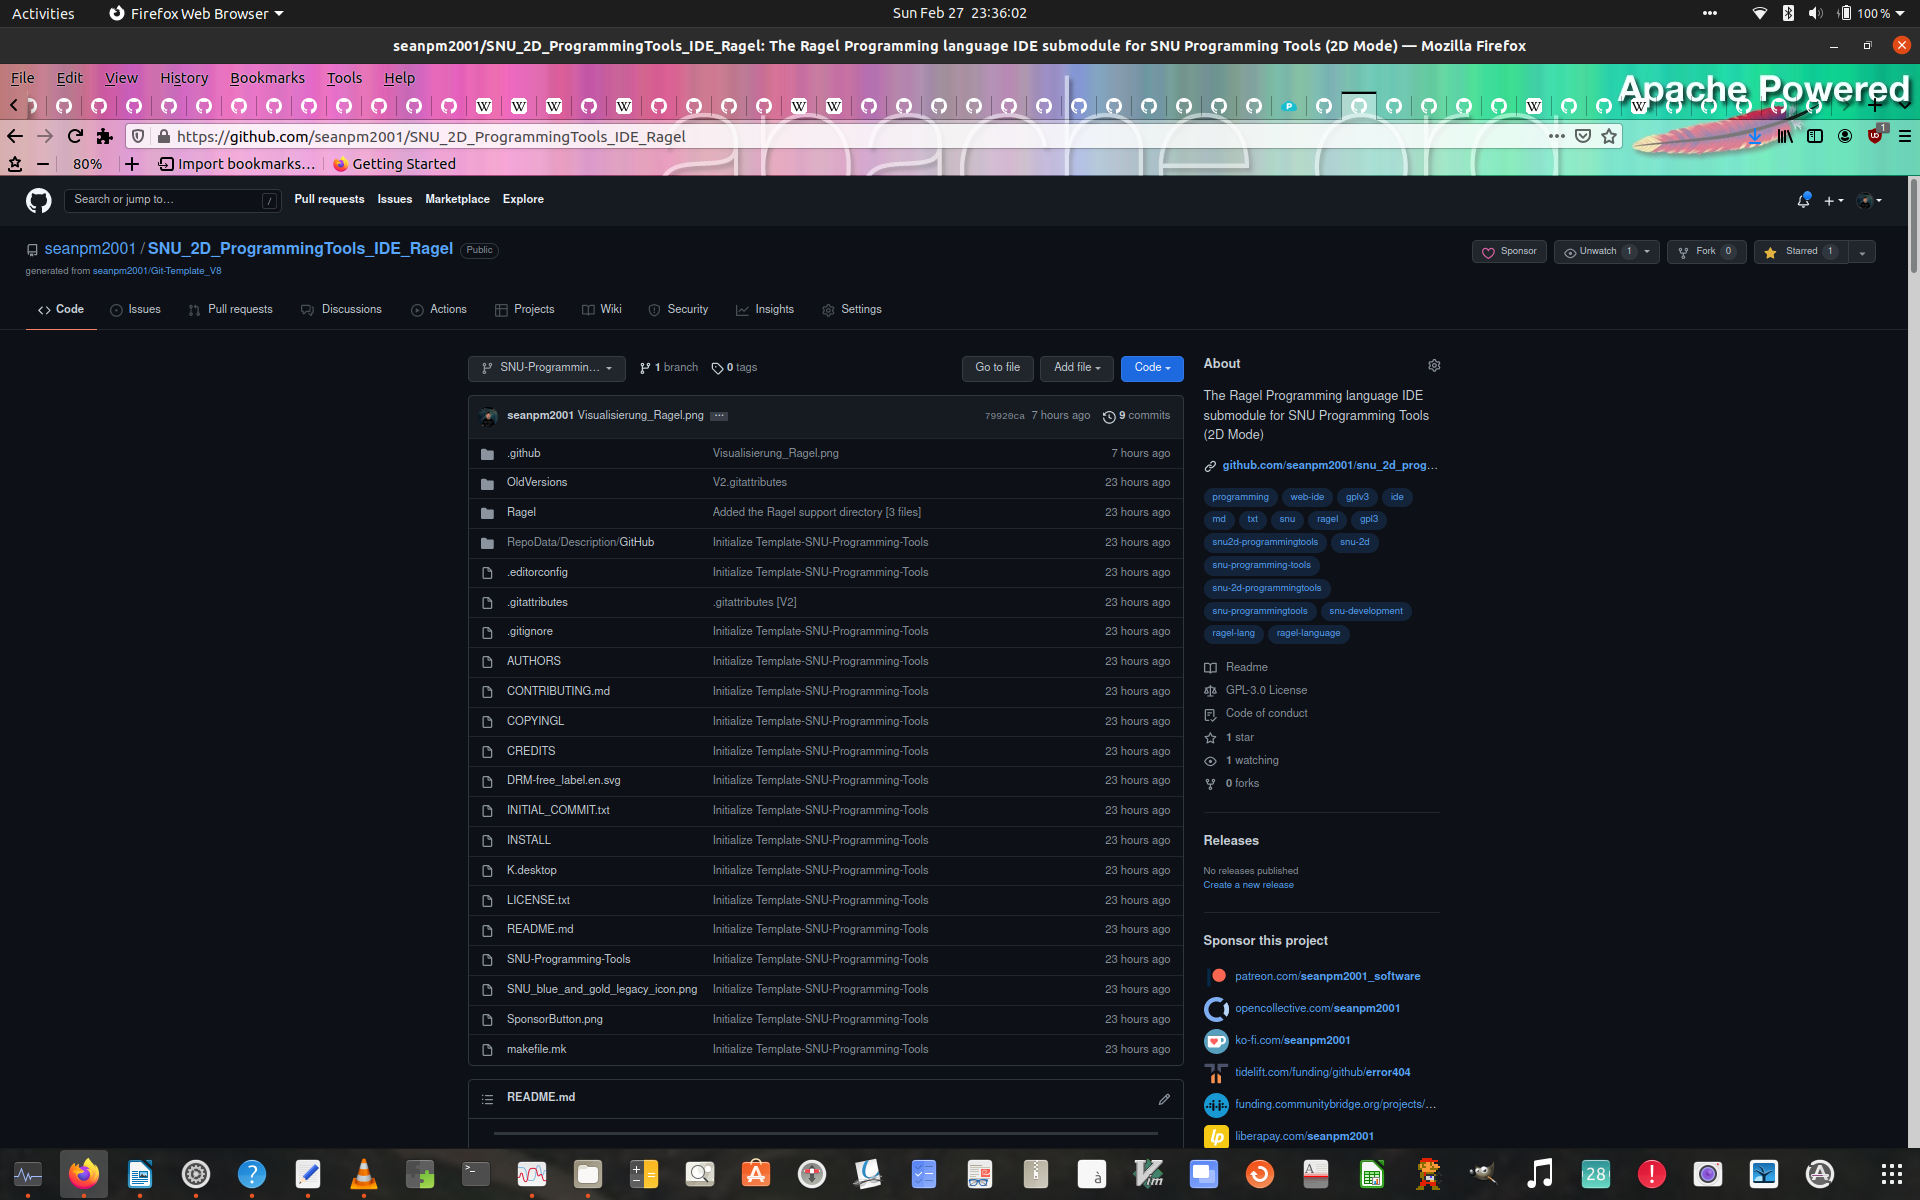 Activities Firefox Web Browser Sun Feb 27 23:36:02 100 %
seanpm2001/SNU_2D_ProgrammingTools_IDE_Ragel: The Ragel Programming language IDE submodule for SNU Programming Tools (2D Mode) — Mozilla Firefox
File Edit View History Bookmarks Tools Help
Apache Powered
https://github.com/seanpm2001/SNU_2D_ProgrammingTools_IDE_Ragel
80% Import bookmarks... Getting Started
Search or jump to... / Pull requests Issues Marketplace Explore
seanpm2001 / SNU_2D_ProgrammingTools_IDE_Ragel Public
Sponsor Unwatch 1 Fork 0 Starred 1
generated from seanpm2001/Git-Template_V8
Code Issues Pull requests Discussions Actions Projects Wiki Security Insights Settings
SNU-Programmin... 1 branch 0 tags Go to file Add file Code
seanpm2001 Visualisierung_Ragel.png 79920ca 7 hours ago 9 commits
.github Visualisierung_Ragel.png 7 hours ago
OldVersions V2.gitattributes 23 hours ago
Ragel Added the Ragel support directory [3 files] 23 hours ago
RepoData/Description/GitHub Initialize Template-SNU-Programming-Tools 23 hours ago
.editorconfig Initialize Template-SNU-Programming-Tools 23 hours ago
.gitattributes .gitattributes [V2] 23 hours ago
.gitignore Initialize Template-SNU-Programming-Tools 23 hours ago
AUTHORS Initialize Template-SNU-Programming-Tools 23 hours ago
CONTRIBUTING.md Initialize Template-SNU-Programming-Tools 23 hours ago
COPYINGL Initialize Template-SNU-Programming-Tools 23 hours ago
CREDITS Initialize Template-SNU-Programming-Tools 23 hours ago
DRM-free_label.en.svg Initialize Template-SNU-Programming-Tools 23 hours ago
INITIAL_COMMIT.txt Initialize Template-SNU-Programming-Tools 23 hours ago
INSTALL Initialize Template-SNU-Programming-Tools 23 hours ago
K.desktop Initialize Template-SNU-Programming-Tools 23 hours ago
LICENSE.txt Initialize Template-SNU-Programming-Tools 23 hours ago
README.md Initialize Template-SNU-Programming-Tools 23 hours ago
SNU-Programming-Tools Initialize Template-SNU-Programming-Tools 23 hours ago
SNU_blue_and_gold_legacy_icon.png Initialize Template-SNU-Programming-Tools 23 hours ago
SponsorButton.png Initialize Template-SNU-Programming-Tools 23 hours ago
makefile.mk Initialize Template-SNU-Programming-Tools 23 hours ago
README.md
About
The Ragel Programming language IDE
submodule for SNU Programming Tools
(2D Mode)
github.com/seanpm2001/snu_2d_prog...
programming web-ide gplv3 ide
md txt snu ragel gpl3
snu2d-programmingtools snu-2d
snu-programming-tools
snu-2d-programmingtools
snu-programmingtools snu-development
ragel-lang ragel-language
Readme
GPL-3.0 License
Code of conduct
1 star
1 watching
0 forks
Releases
No releases published
Create a new release
Sponsor this project
patreon.com/seanpm2001_software
opencollective.com/seanpm2001
ko-fi.com/seanpm2001
tidelift.com/funding/github/error404
funding.communitybridge.org/projects/...
liberapay.com/seanpm2001
28